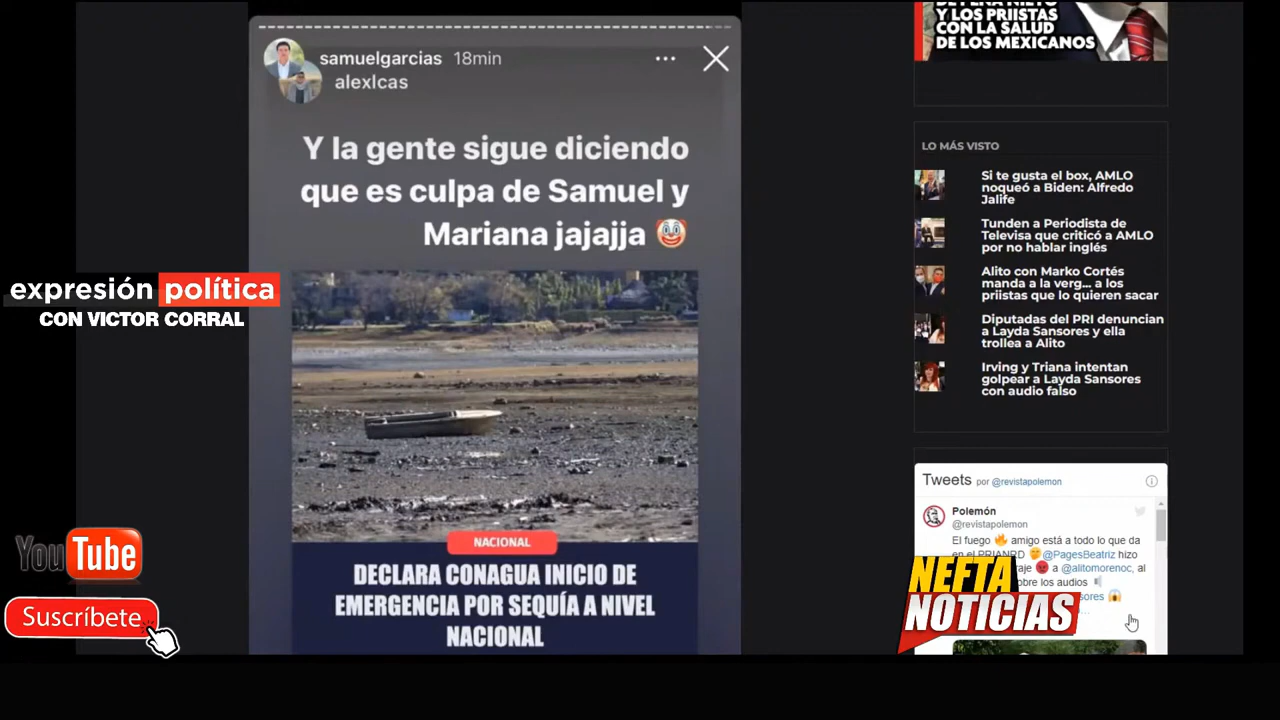 samuelgarcias 18min
alexlcas
Y la gente sigue diciendo
que es culpa de Samuel y
Mariana jajajja 🤡
NACIONAL
DECLARA CONAGUA INICIO DE
EMERGENCIA POR SEQUÍA A NIVEL
NACIONAL
expresión política
CON VICTOR CORRAL
YouTube
Suscríbete
Y LOS PRIISTAS
CON LA SALUD
DE LOS MEXICANOS
LO MÁS VISTO
Si te gusta el box, AMLO
noqueó a Biden: Alfredo
Jalife
Tunden a Periodista de
Televisa que criticó a AMLO
por no hablar inglés
Alito con Marko Cortés
manda a la verg... a los
priistas que lo quieren sacar
Diputadas del PRI denuncian
a Layda Sansores y ella
trollea a Alito
Irving y Triana intentan
golpear a Layda Sansores
con audio falso
Tweets por @revistapolemon
Polemón
@revistapolemon
El fuego 🔥 amigo está a todo lo que da
en el PRIANRD 🤭 @PagesBeatriz hizo
raje 😡 a @alitomorenoc, al
obre los audios
sores 😱
NEFTA
NOTICIAS